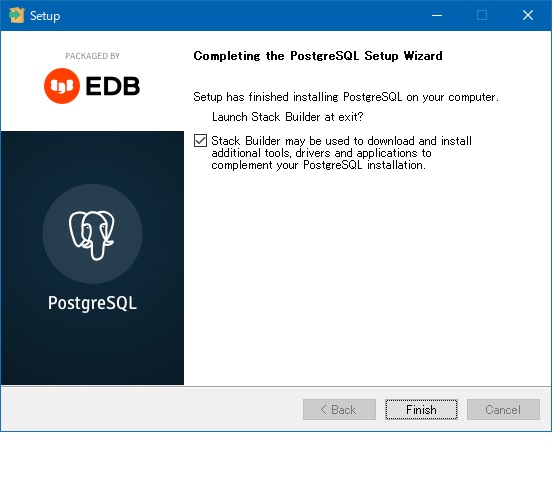 Setup
PACKAGED BY
EDB
PostgreSQL
Completing the PostgreSQL Setup Wizard
Setup has finished installing PostgreSQL on your computer.
Launch Stack Builder at exit?
Stack Builder may be used to download and install
additional tools, drivers and applications to
complement your PostgreSQL installation.
< Back
Finish
Cancel